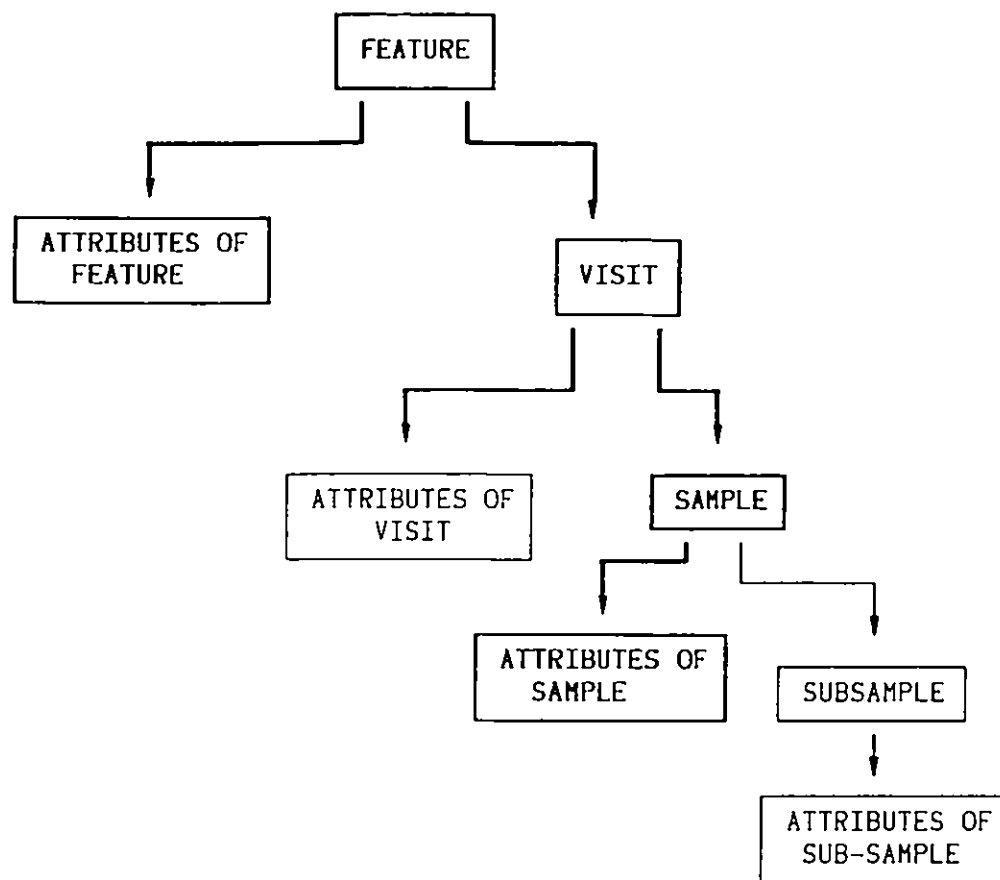 FEATURE
ATTRIBUTES OF
FEATURE
VISIT
ATTRIBUTES OF
VISIT
SAMPLE
ATTRIBUTES OF
SAMPLE
SUBSAMPLE
ATTRIBUTES OF
SUB-SAMPLE